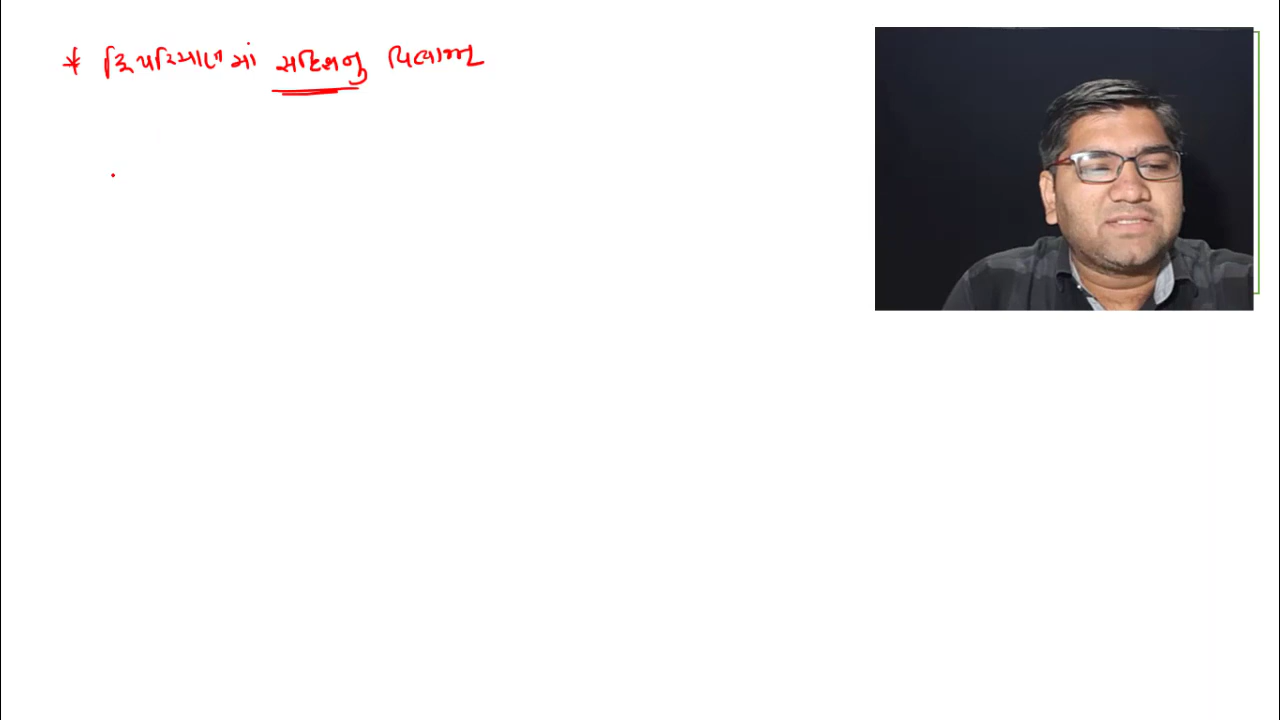 * દ્વિપરિમાણમાં સદિશનુ વિભાજન